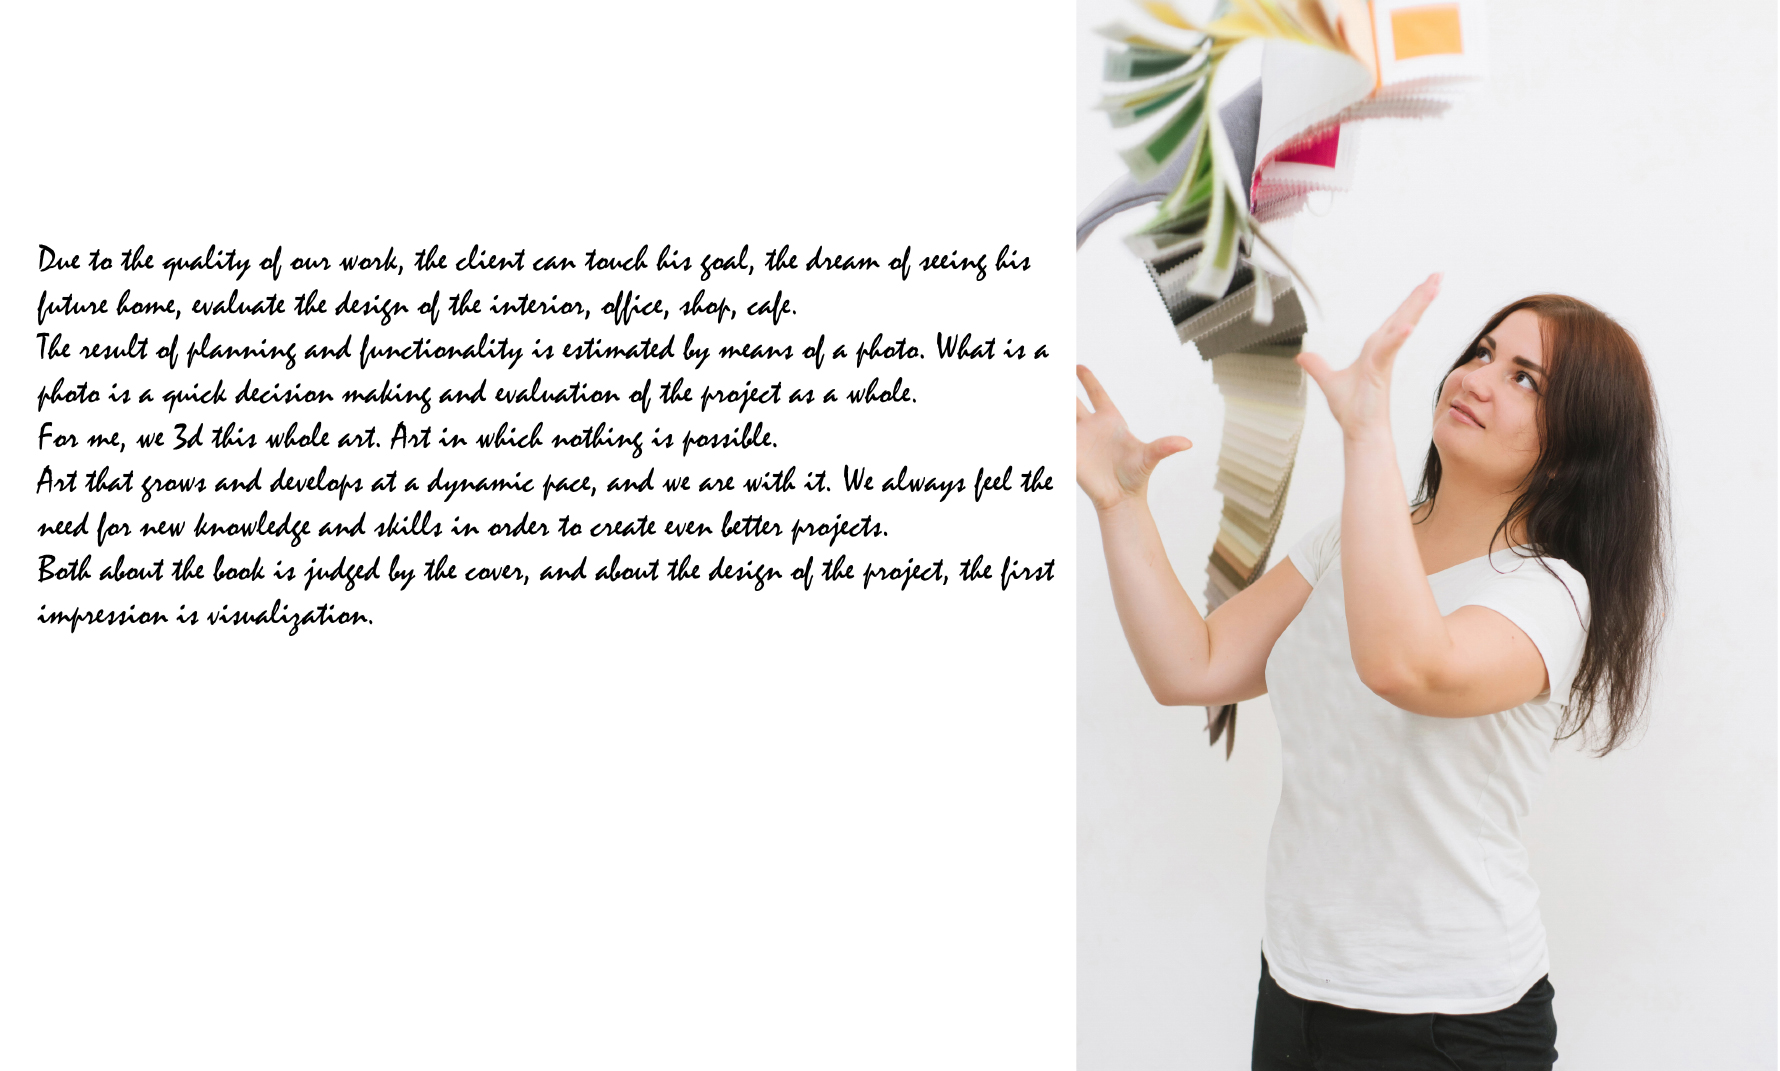 Due to the quality of our work, the client can touch his goal, the dream of seeing his
future home, evaluate the design of the interior, office, shop, cafe.
The result of planning and functionality is estimated by means of a photo. What is a
photo is a quick decision making and evaluation of the project as a whole.
For me, we 3d this whole art. Art in which nothing is possible.
Art that grows and develops at a dynamic pace, and we are with it. We always feel the
need for new knowledge and skills in order to create even better projects.
Both about the book is judged by the cover, and about the design of the project, the first
impression is visualization.